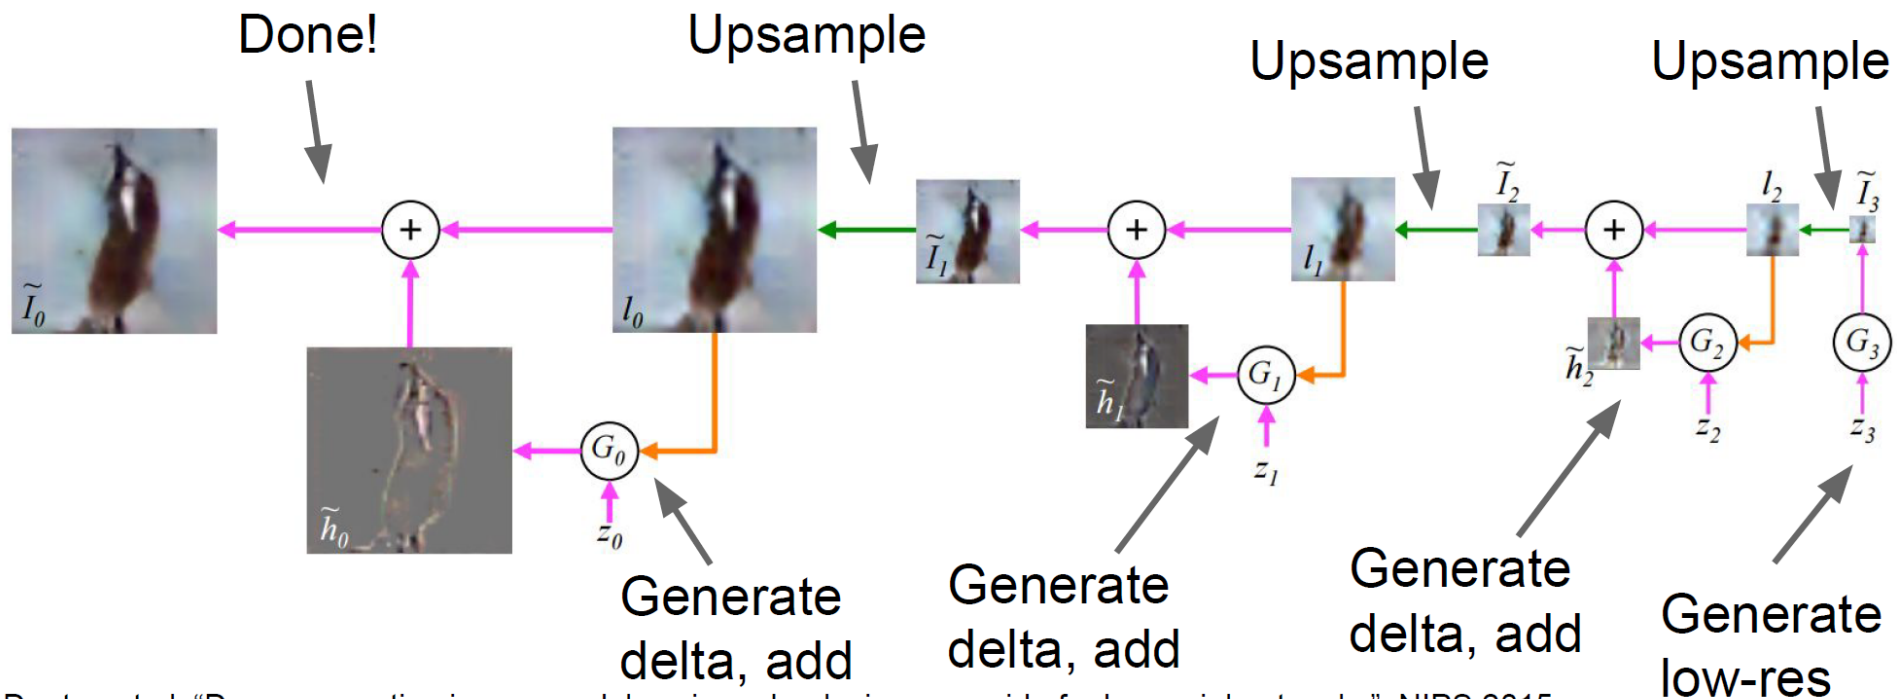 Done!
Upsample
Upsample
Upsample
Ĩ0
l0
Ĩ1
l1
Ĩ2
l2
Ĩ3
+
+
+
h̃0
G0
z0
h̃1
G1
z1
h̃2
G2
z2
G3
z3
Generate
delta, add
Generate
delta, add
Generate
delta, add
Generate
low-res